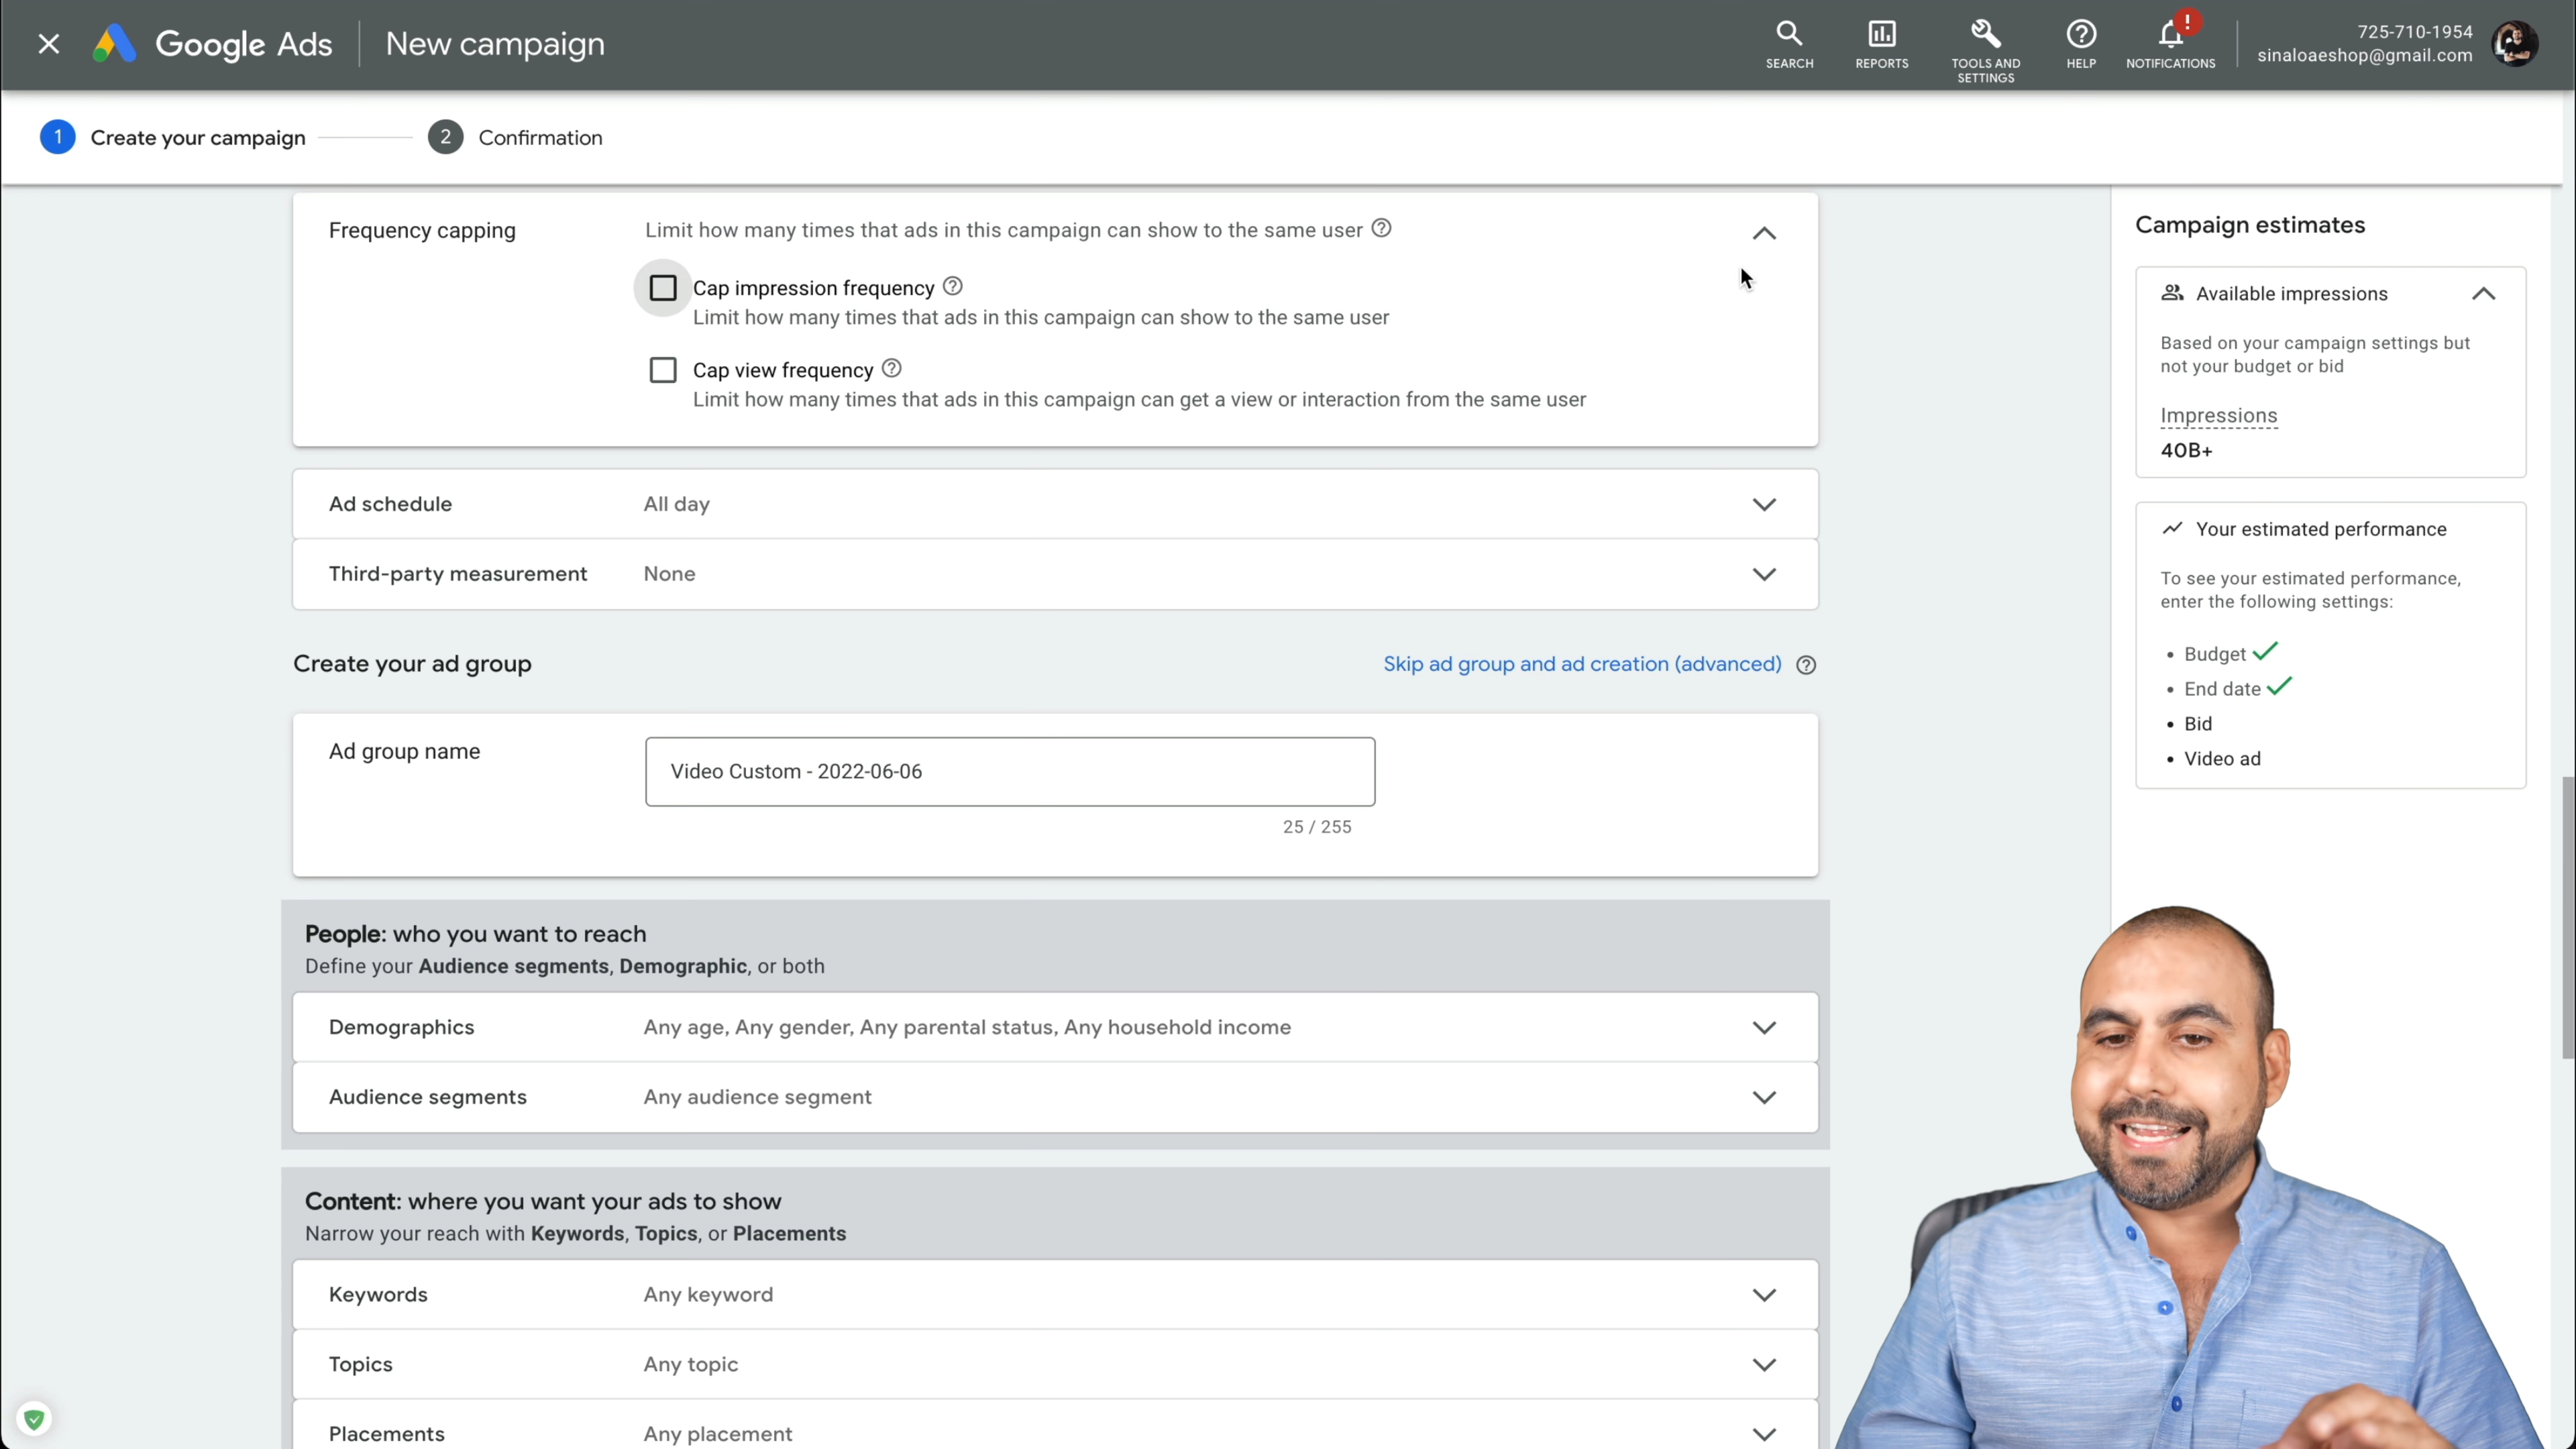 Google Ads
New campaign
SEARCH
REPORTS
TOOLS AND
SETTINGS
HELP
!
NOTIFICATIONS
725-710-1954
sinaloaeshop@gmail.com
1 Create your campaign
2 Confirmation
Frequency capping
Limit how many times that ads in this campaign can show to the same user
Cap impression frequency
Limit how many times that ads in this campaign can show to the same user
Cap view frequency
Limit how many times that ads in this campaign can get a view or interaction from the same user
Ad schedule
All day
Third-party measurement
None
Create your ad group
Skip ad group and ad creation (advanced)
Ad group name
Video Custom - 2022-06-06
25 / 255
People: who you want to reach
Define your Audience segments, Demographic, or both
Demographics
Any age, Any gender, Any parental status, Any household income
Audience segments
Any audience segment
Content: where you want your ads to show
Narrow your reach with Keywords, Topics, or Placements
Keywords
Any keyword
Topics
Any topic
Placements
Any placement
Campaign estimates
Available impressions
Based on your campaign settings but
not your budget or bid
Impressions
40B+
Your estimated performance
To see your estimated performance,
enter the following settings:
• Budget
• End date
• Bid
• Video ad